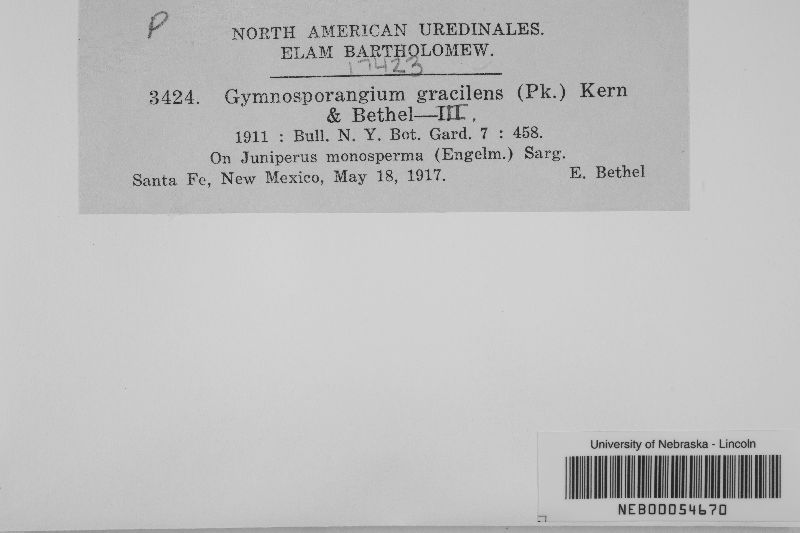 P
NORTH AMERICAN UREDINALES.
ELAM BARTHOLOMEW.
17423
3424. Gymnosporangium gracilens (Pk.) Kern
& Bethel—III.
1911 : Bull. N. Y. Bot. Gard. 7 : 458.
On Juniperus monosperma (Engelm.) Sarg.
Santa Fe, New Mexico, May 18, 1917. E. Bethel
University of Nebraska - Lincoln
NEB00054670